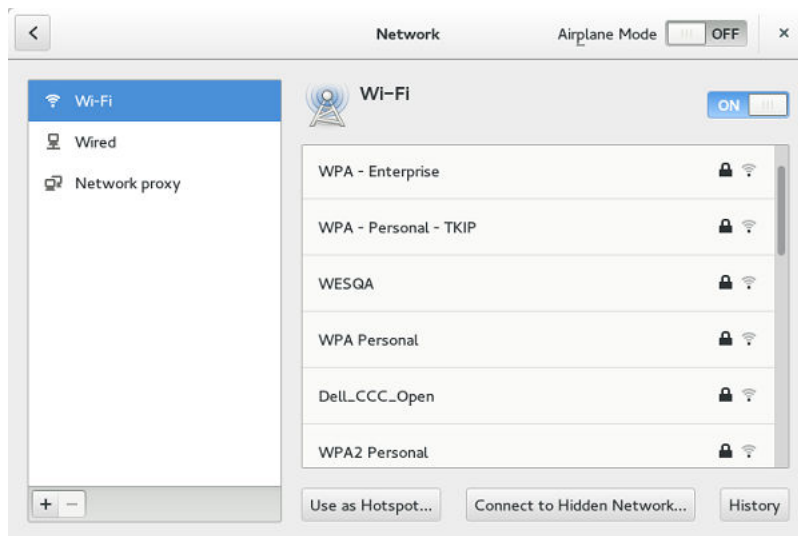 Network
Airplane Mode OFF
Wi-Fi
Wired
Network proxy
Wi-Fi
ON
WPA - Enterprise
WPA - Personal - TKIP
WESQA
WPA Personal
Dell_CCC_Open
WPA2 Personal
Use as Hotspot...
Connect to Hidden Network...
History